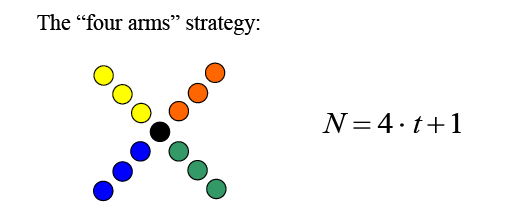 The “four arms” strategy:
N = 4 · t + 1